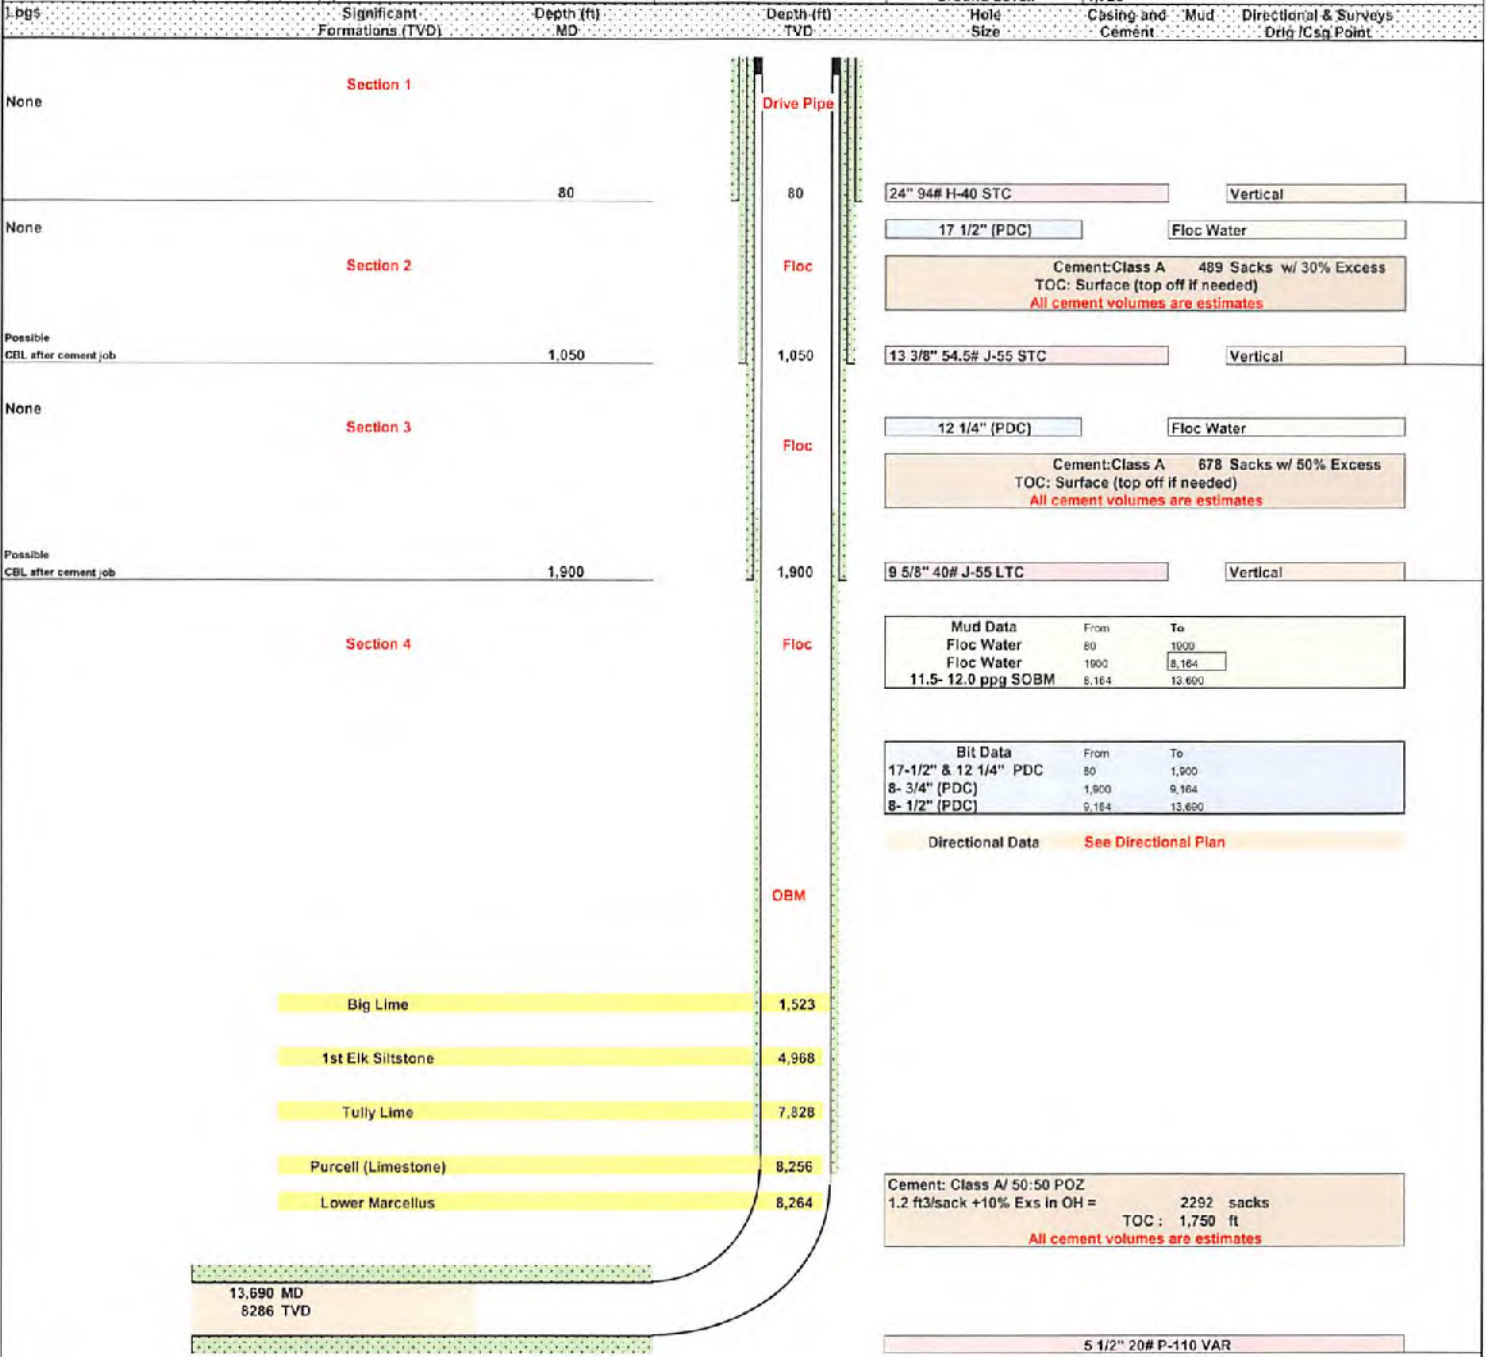 Logs Significant Depth (ft) Depth (ft) Hole Casing and Mud Directional & Surveys
Formations (TVD) MD TVD Size Cement Drlg /Csg Point
Section 1
None
Drive Pipe
80 80 24" 94# H-40 STC Vertical
None 17 1/2" (PDC) Floc Water
Section 2 Floc Cement:Class A 489 Sacks w/ 30% Excess
TOC: Surface (top off if needed)
All cement volumes are estimates
Possible
CBL after cement job 1,050 1,050 13 3/8" 54.5# J-55 STC Vertical
None
Section 3 12 1/4" (PDC) Floc Water
Floc
Cement:Class A 678 Sacks w/ 50% Excess
TOC: Surface (top off if needed)
All cement volumes are estimates
Possible
CBL after cement job 1,900 1,900 9 5/8" 40# J-55 LTC Vertical
Mud Data From To
Section 4 Floc Floc Water 80 1900
Floc Water 1900 8,164
11.5- 12.0 ppg SOBM 8,164 13,690
Bit Data From To
17-1/2" & 12 1/4" PDC 80 1,900
8- 3/4" (PDC) 1,900 9,164
8- 1/2" (PDC) 9,164 13,690
Directional Data See Directional Plan
OBM
Big Lime 1,523
1st Elk Siltstone 4,968
Tully Lime 7,828
Purcell (Limestone) 8,256
Cement: Class A/ 50:50 POZ
Lower Marcellus 8,264 1.2 ft3/sack +10% Exs in OH = 2292 sacks
TOC : 1,750 ft
All cement volumes are estimates
13,690 MD
8286 TVD
5 1/2" 20# P-110 VAR